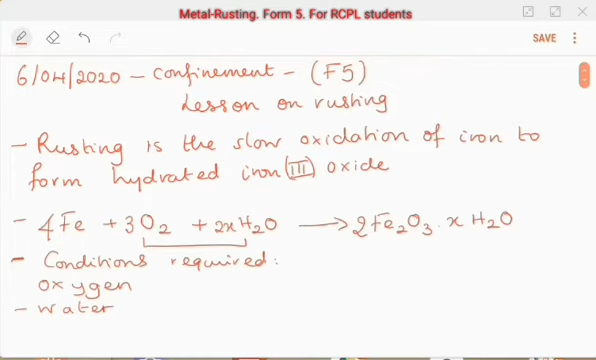 Metal-Rusting. Form 5. For RCPL students
SAVE
6/04/2020 - Confinement - (F5)
Lesson on rusting
- Rusting is the slow oxidation of iron to
form hydrated iron (III) oxide
- 4Fe + 3O₂ + 2xH₂O → 2Fe₂O₃.xH₂O
- Conditions required:
Oxygen
- Water